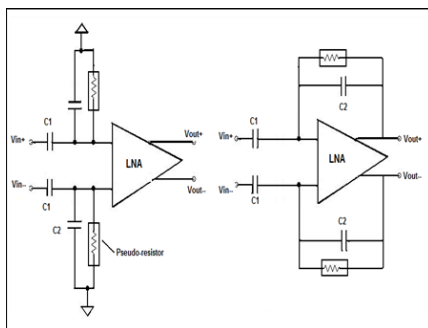 C1
Vin+
LNA
Vout+
Vin--
C1
Vout--
C2
Pseudo-resistor
C2
C1
Vin+
LNA
Vout+
Vin--
C1
Vout--
C2